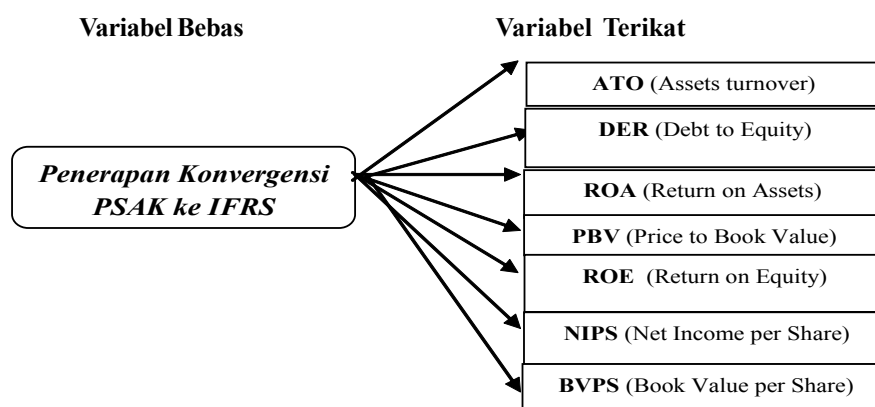 Variabel Bebas
Variabel Terikat
Penerapan Konvergensi
PSAK ke IFRS
ATO (Assets turnover)
DER (Debt to Equity)
ROA (Return on Assets)
PBV (Price to Book Value)
ROE (Return on Equity)
NIPS (Net Income per Share)
BVPS (Book Value per Share)